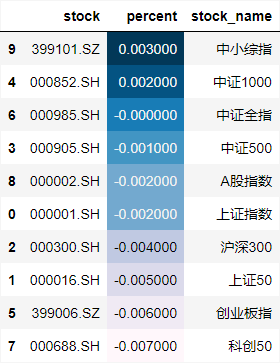 stock percent stock_name
9 399101.SZ 0.003000 中小综指
4 000852.SH 0.002000 中证1000
6 000985.SH -0.000000 中证全指
3 000905.SH -0.001000 中证500
8 000002.SH -0.002000 A股指数
0 000001.SH -0.002000 上证指数
2 000300.SH -0.004000 沪深300
1 000016.SH -0.005000 上证50
5 399006.SZ -0.006000 创业板指
7 000688.SH -0.007000 科创50